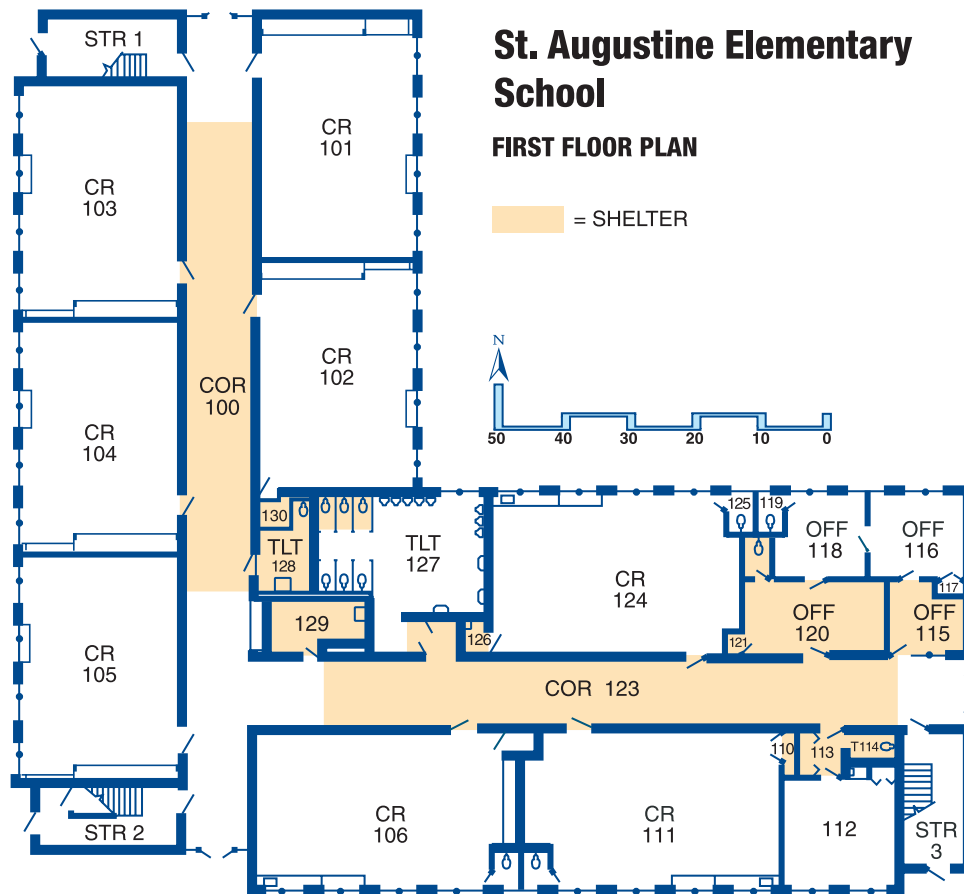 St. Augustine Elementary
School
FIRST FLOOR PLAN
= SHELTER
N
50 40 30 20 10 0
STR 1
CR
101
CR
103
CR
102
COR
100
CR
104
130
TLT
128
TLT
127
125
119
OFF
118
OFF
116
117
CR
124
129
126
121
OFF
120
OFF
115
CR
105
COR 123
110
113
T114
CR
106
CR
111
112
STR 2
STR
3